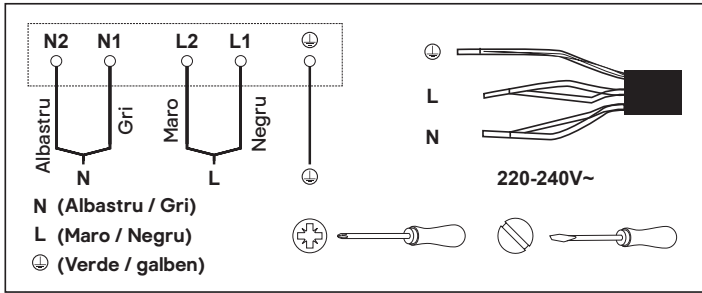 N2 N1 L2 L1
Albastru
Gri
Maro
Negru
N L
L
N
220-240V~
N (Albastru / Gri)
L (Maro / Negru)
(Verde / galben)